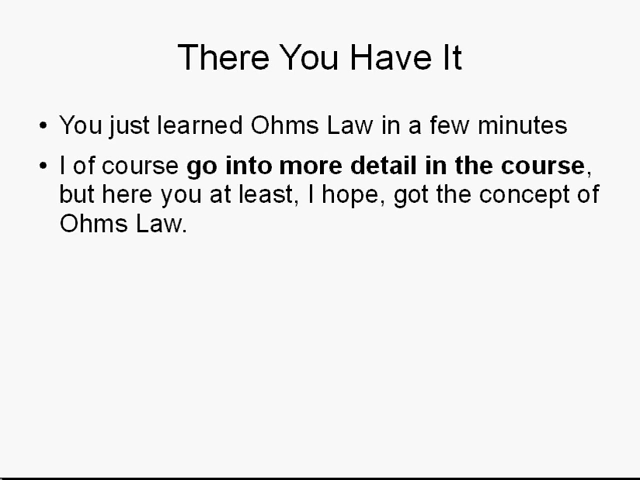 There You Have It
• You just learned Ohms Law in a few minutes
• I of course go into more detail in the course,
but here you at least, I hope, got the concept of
Ohms Law.